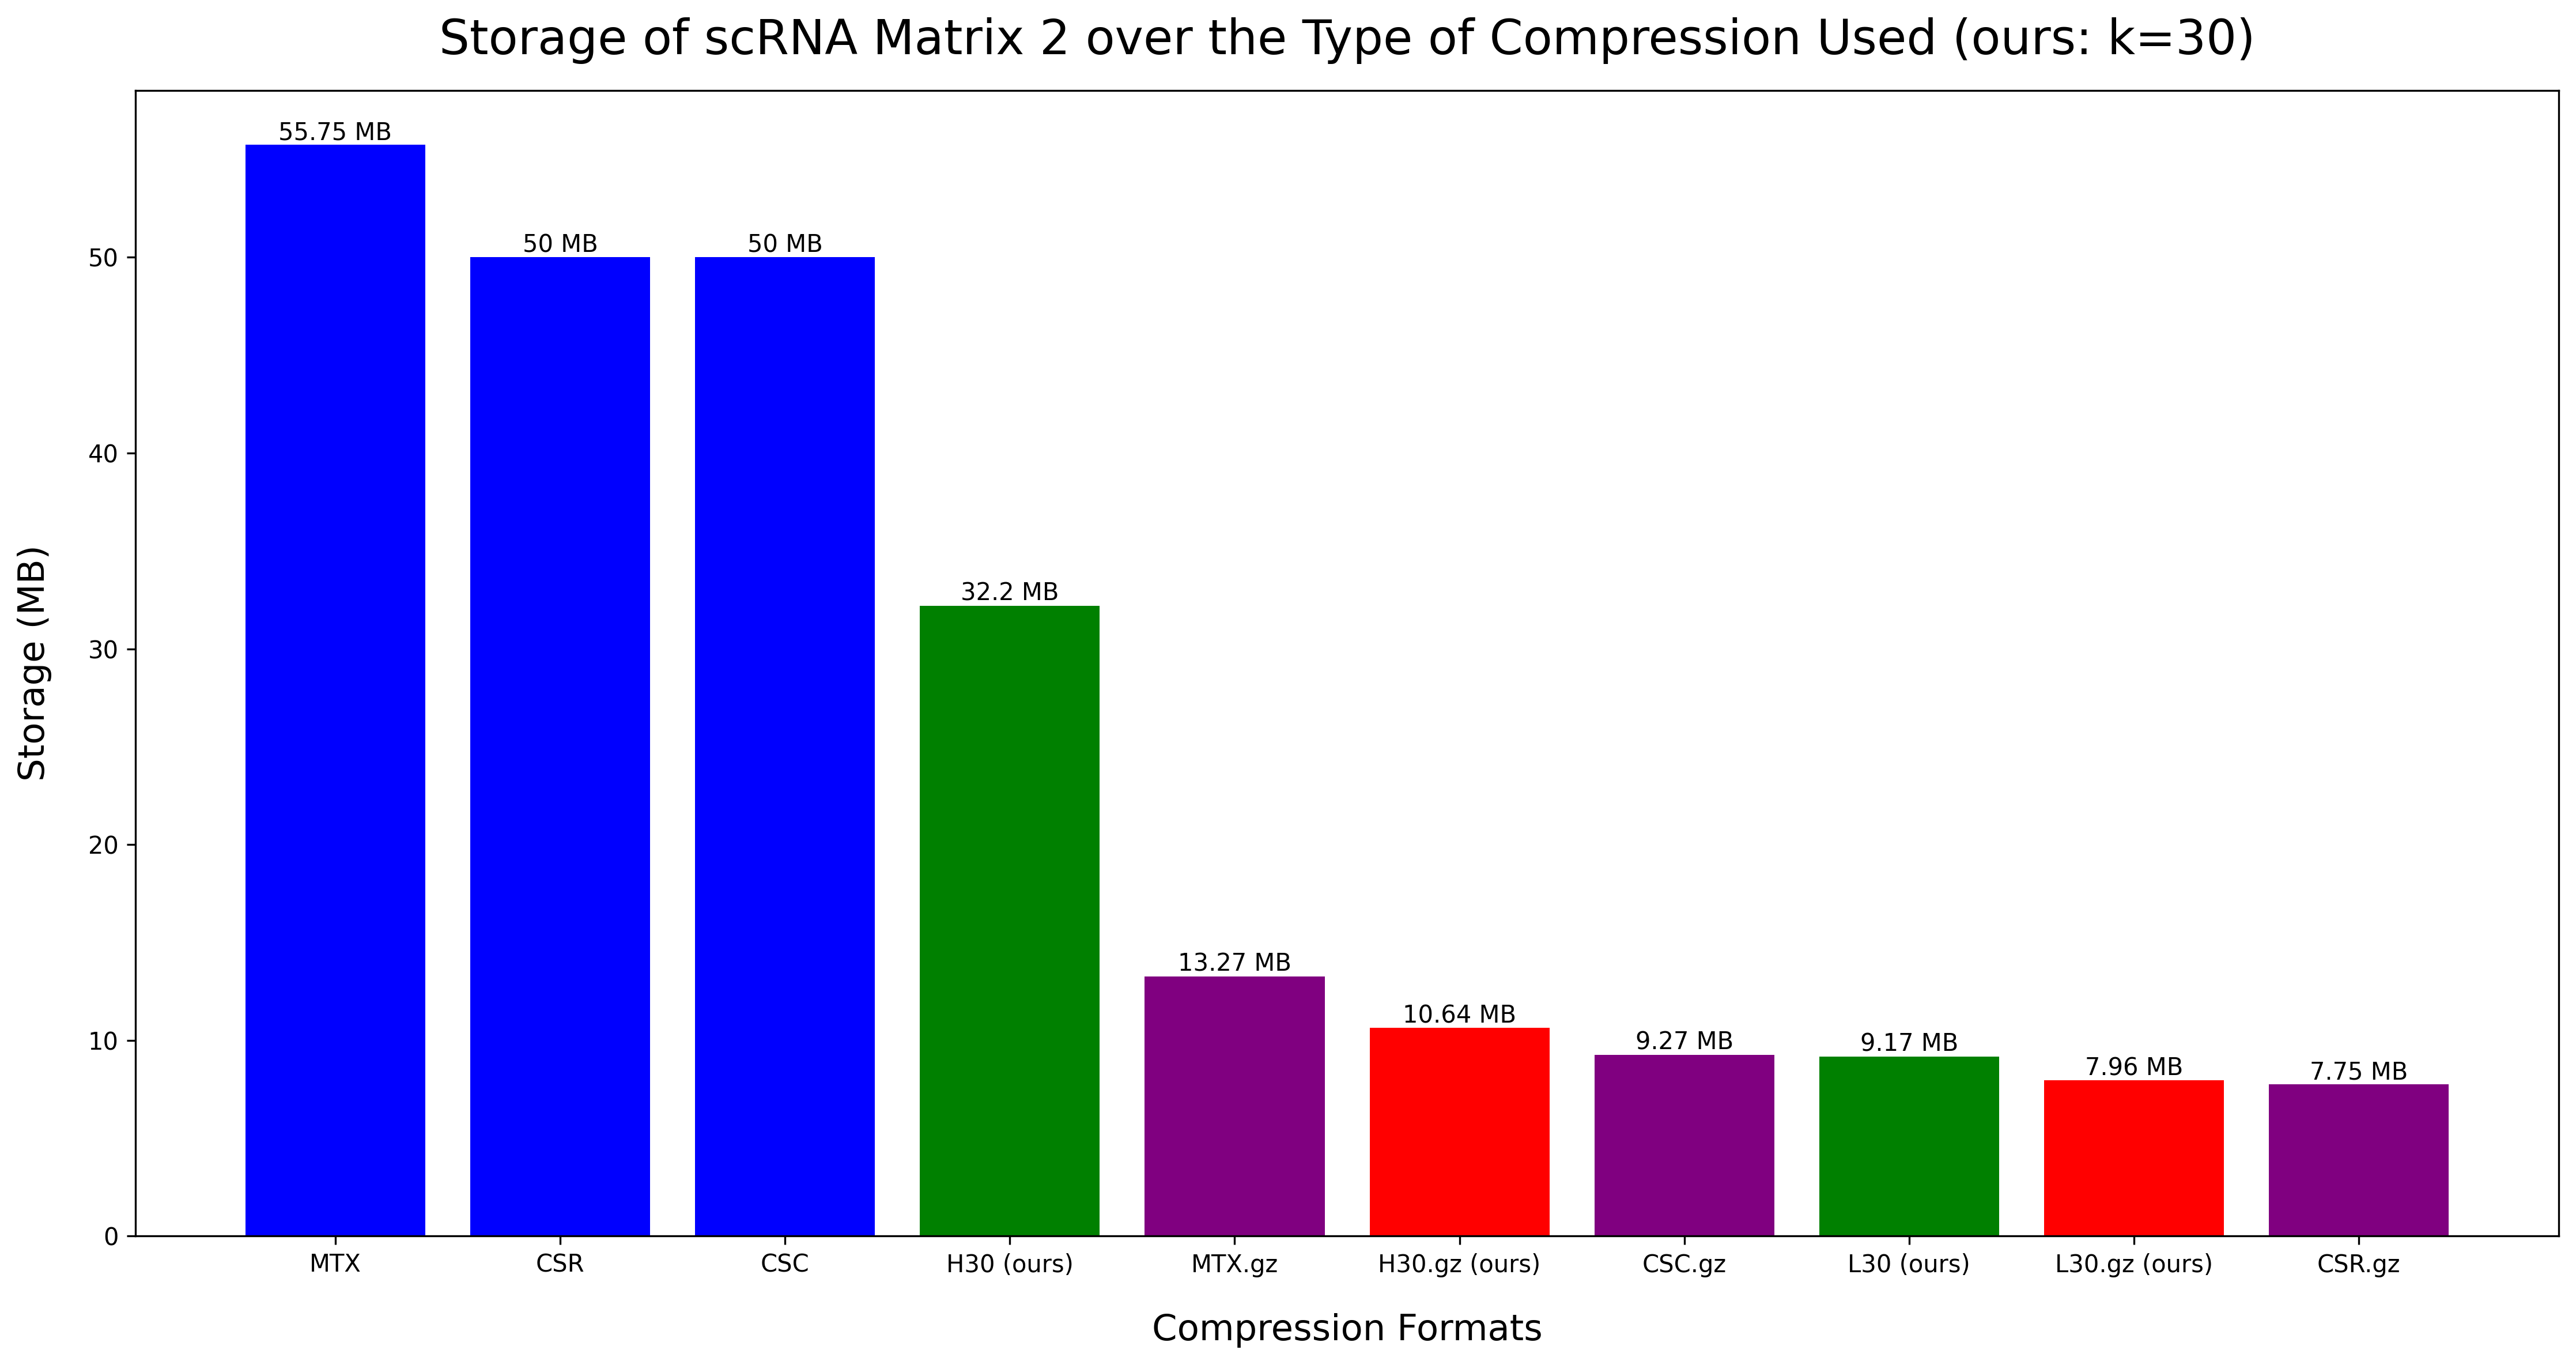 Storage of scRNA Matrix 2 over the Type of Compression Used (ours: k=30)
Storage (MB)
50
40
30
20
10
0
55.75 MB
50 MB
50 MB
32.2 MB
13.27 MB
10.64 MB
9.27 MB
9.17 MB
7.96 MB
7.75 MB
MTX
CSR
CSC
H30 (ours)
MTX.gz
H30.gz (ours)
CSC.gz
L30 (ours)
L30.gz (ours)
CSR.gz
Compression Formats